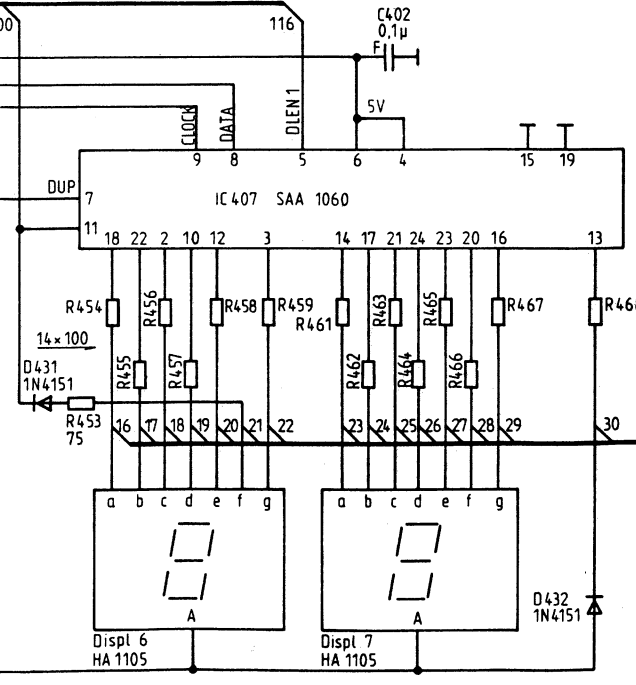 00
116
C402
0,1µ
F
CLOCK
DATA
DLEN1
5V
9
8
5
6
4
15
19
DUP
7
IC407 SAA 1060
11
18
22
2
10
12
3
14
17
21
24
23
20
16
13
R454
R456
R458
R459
R461
R463
R465
R467
R46
14×100
D431
1N4151
R455
R457
R462
R464
R466
R453
75
16
17
18
19
20
21
22
23
24
25
26
27
28
29
30
a b c d e f g
a b c d e f g
A
A
D432
1N4151
Displ 6
HA 1105
Displ 7
HA 1105